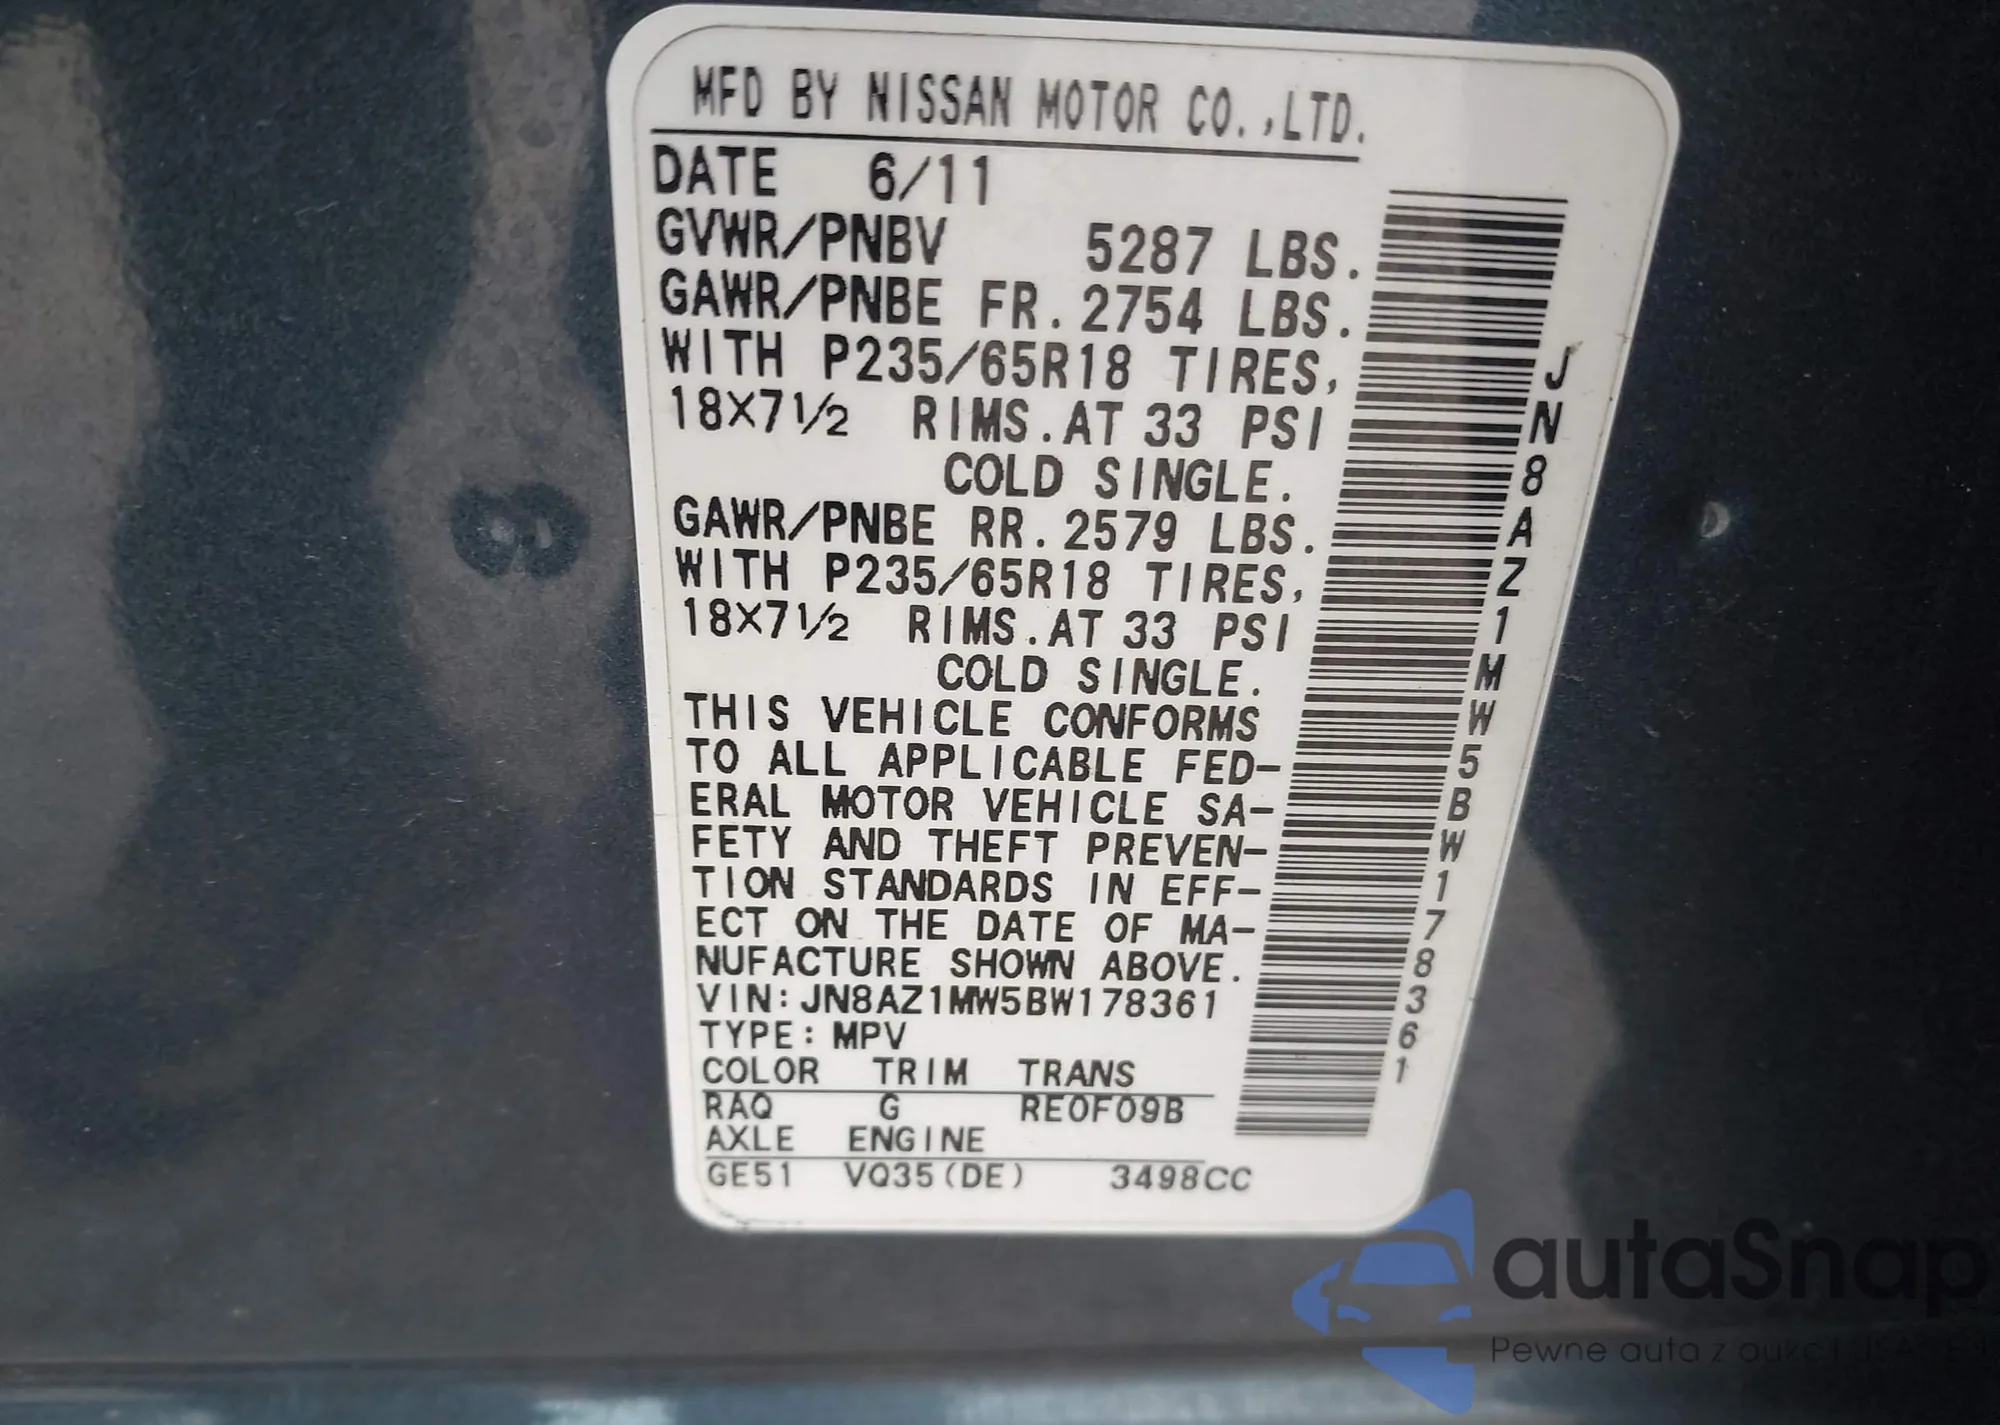 MFD BY NISSAN MOTOR CO.,LTD.
DATE 6/11
GVWR/PNBV 5287 LBS.
GAWR/PNBE FR.2754 LBS.
WITH P235/65R18 TIRES,
18X7½ RIMS.AT 33 PSI
COLD SINGLE.
GAWR/PNBE RR.2579 LBS.
WITH P235/65R18 TIRES,
18X7½ RIMS.AT 33 PSI
COLD SINGLE.
THIS VEHICLE CONFORMS
TO ALL APPLICABLE FED-
ERAL MOTOR VEHICLE SA-
FETY AND THEFT PREVEN-
TION STANDARDS IN EFF-
ECT ON THE DATE OF MA-
NUFACTURE SHOWN ABOVE.
VIN:JN8AZ1MW5BW178361
TYPE:MPV
COLOR TRIM TRANS
RAQ G RE0F09B
AXLE ENGINE
GE51 VQ35(DE) 3498CC
JN8AZ1MW5BW178361
autaSnap
Pewne auta z